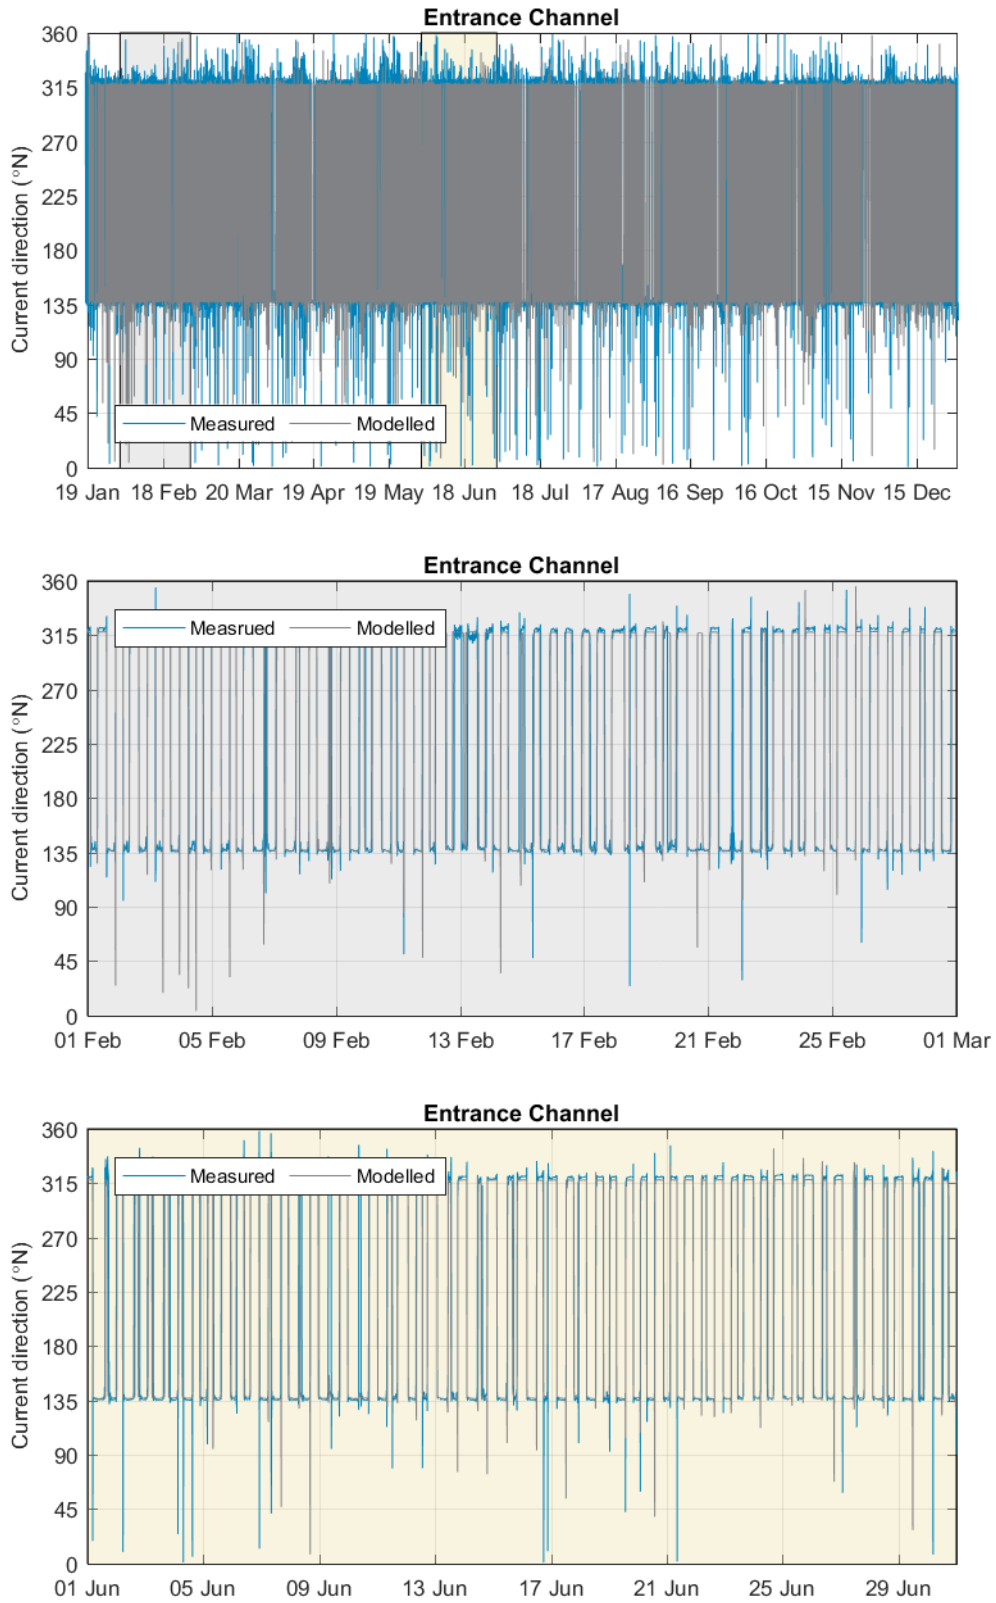 Entrance Channel
360
315
270
225
180
135
90
45
0
Current direction (°N)
Measured Modelled
19 Jan 18 Feb 20 Mar 19 Apr 19 May 18 Jun 18 Jul 17 Aug 16 Sep 16 Oct 15 Nov 15 Dec
Entrance Channel
360
315
270
225
180
135
90
45
0
Current direction (°N)
Measrued Modelled
01 Feb 05 Feb 09 Feb 13 Feb 17 Feb 21 Feb 25 Feb 01 Mar
Entrance Channel
360
315
270
225
180
135
90
45
0
Current direction (°N)
Measured Modelled
01 Jun 05 Jun 09 Jun 13 Jun 17 Jun 21 Jun 25 Jun 29 Jun